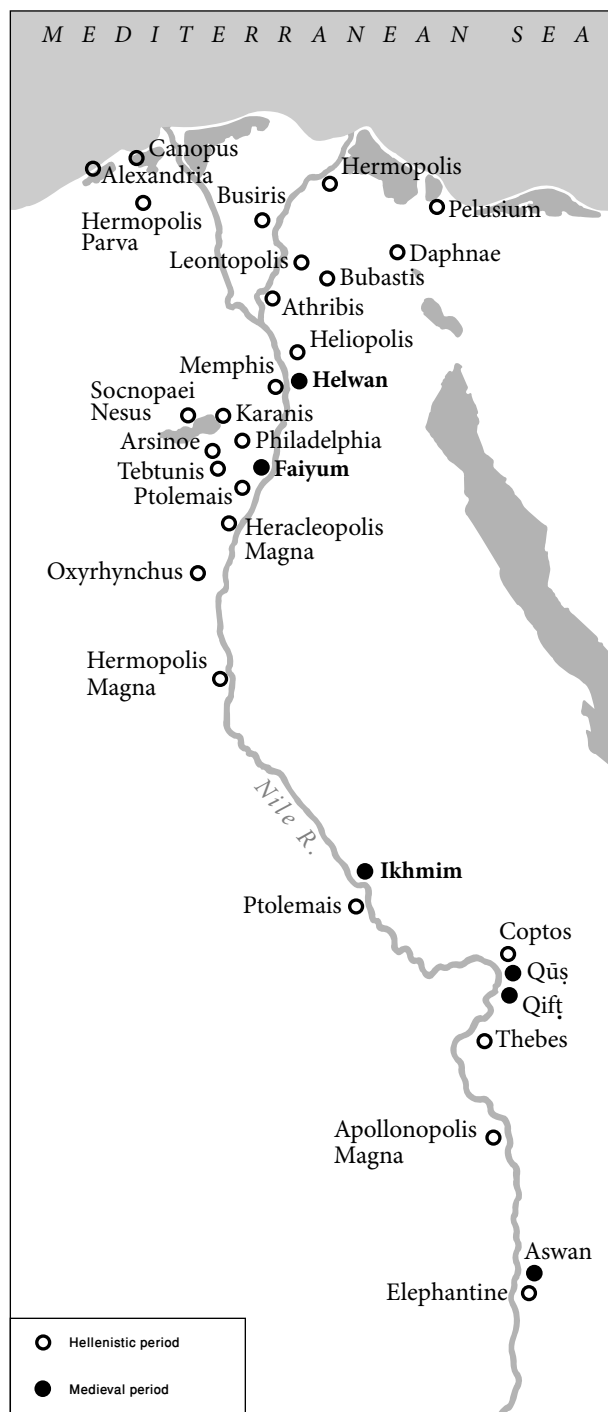 MEDITERRANEAN SEA
Canopus
Alexandria
Hermopolis
Parva
Busiris
Hermopolis
Pelusium
Leontopolis
Daphnae
Bubastis
Athribis
Heliopolis
Memphis
Helwan
Socnopaei
Nesus
Karanis
Arsinoe
Philadelphia
Tebtunis
Faiyum
Ptolemais
Heracleopolis
Magna
Oxyrhynchus
Hermopolis
Magna
Nile R.
Ikhmim
Ptolemais
Coptos
Qūṣ
Qifṭ
Thebes
Apollonopolis
Magna
Aswan
Elephantine
Hellenistic period
Medieval period